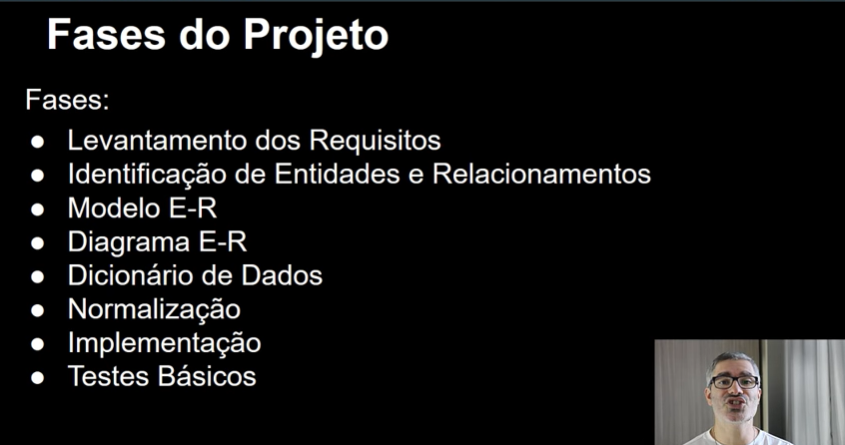 Fases do Projeto
Fases:
● Levantamento dos Requisitos
● Identificação de Entidades e Relacionamentos
● Modelo E-R
● Diagrama E-R
● Dicionário de Dados
● Normalização
● Implementação
● Testes Básicos